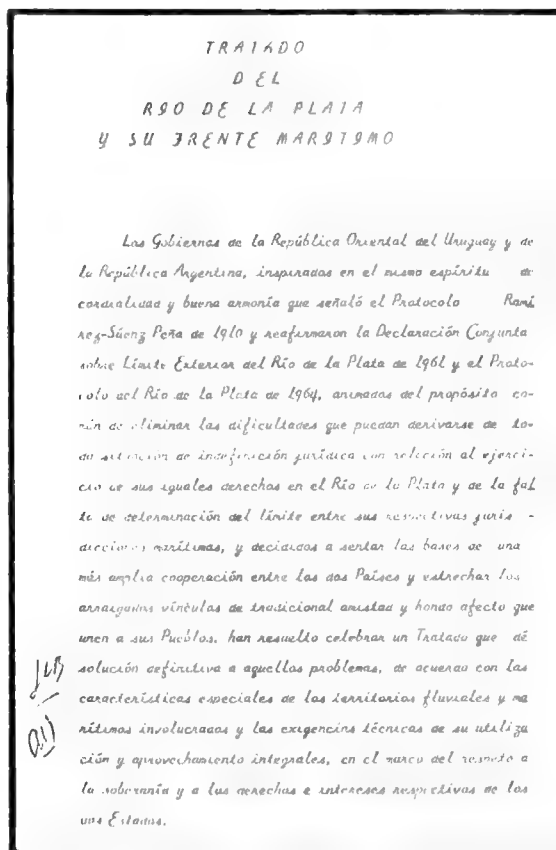 TRATADO
DEL
RIO DE LA PLATA
Y SU FRENTE MARITIMO
Los Gobiernos de la República Oriental del Uruguay y de
la República Argentina, inspirados en el mismo espíritu de
cordialidad y buena armonía que señaló el Protocolo Ramí
rez-Sáenz Peña de 1910 y reafirmaron la Declaración Conjunta
sobre Límite Exterior del Río de la Plata de 1961 y el Proto-
colo del Río de la Plata de 1964, animados del propósito co-
mún de eliminar las dificultades que puedan derivarse de to-
da situación de indefinición jurídica con relación al ejerci-
cio de sus iguales derechos en el Río de la Plata y de la fal
ta de determinación del límite entre sus respectivas juris -
dicciones marítimas, y decididos a sentar las bases de una
más amplia cooperación entre los dos Países y estrechar los
arraigados vínculos de tradicional amistad y hondo afecto que
unen a sus Pueblos, han resuelto celebrar un Tratado que dé
solución definitiva a aquellos problemas, de acuerdo con las
características especiales de los territorios fluviales y ma
rítimos involucrados y las exigencias técnicas de su utiliza
ción y aprovechamiento integrales, en el marco del respeto a
la soberanía y a los derechos e intereses respectivos de los
dos Estados.